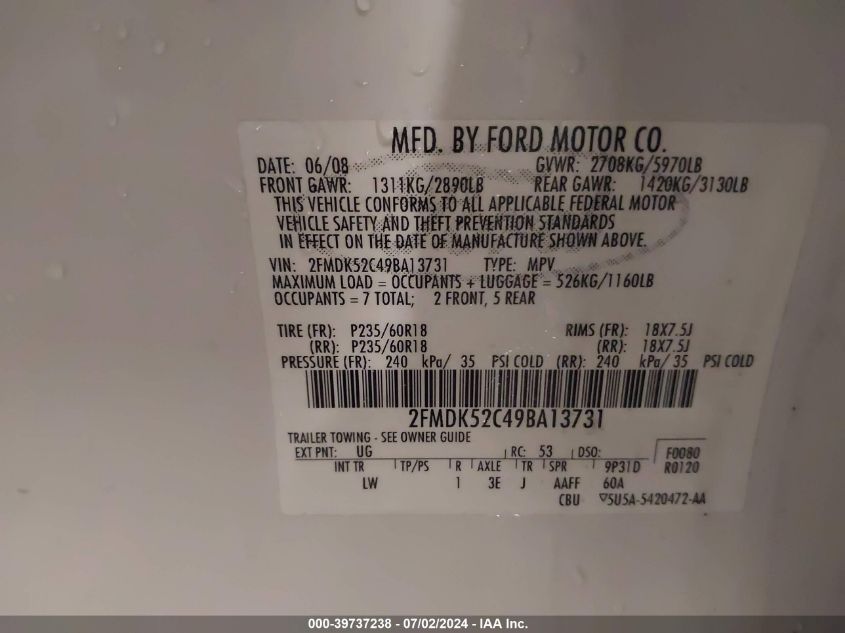 MFD. BY FORD MOTOR CO.
DATE: 06/08 GVWR: 2708KG/5970LB
FRONT GAWR: 1311KG/2890LB REAR GAWR: 1420KG/3130LB
THIS VEHICLE CONFORMS TO ALL APPLICABLE FEDERAL MOTOR
VEHICLE SAFETY AND THEFT PREVENTION STANDARDS
IN EFFECT ON THE DATE OF MANUFACTURE SHOWN ABOVE.
VIN: 2FMDK52C49BA13731 TYPE: MPV
MAXIMUM LOAD = OCCUPANTS + LUGGAGE = 526KG/1160LB
OCCUPANTS = 7 TOTAL; 2 FRONT, 5 REAR
TIRE (FR): P235/60R18 RIMS (FR): 18X7.5J
(RR): P235/60R18 (RR): 18X7.5J
PRESSURE (FR): 240 kPa/ 35 PSI COLD (RR): 240 kPa/ 35 PSI COLD
2FMDK52C49BA13731
TRAILER TOWING - SEE OWNER GUIDE
EXT PNT: UG RC: 53 DSO: F0080
INT TR TP/PS R AXLE TR SPR 9P31D R0120
LW 1 3E J AAFF 60A
CBU ▽5U5A-5420472-AA
000-39737238 - 07/02/2024 - IAA Inc.